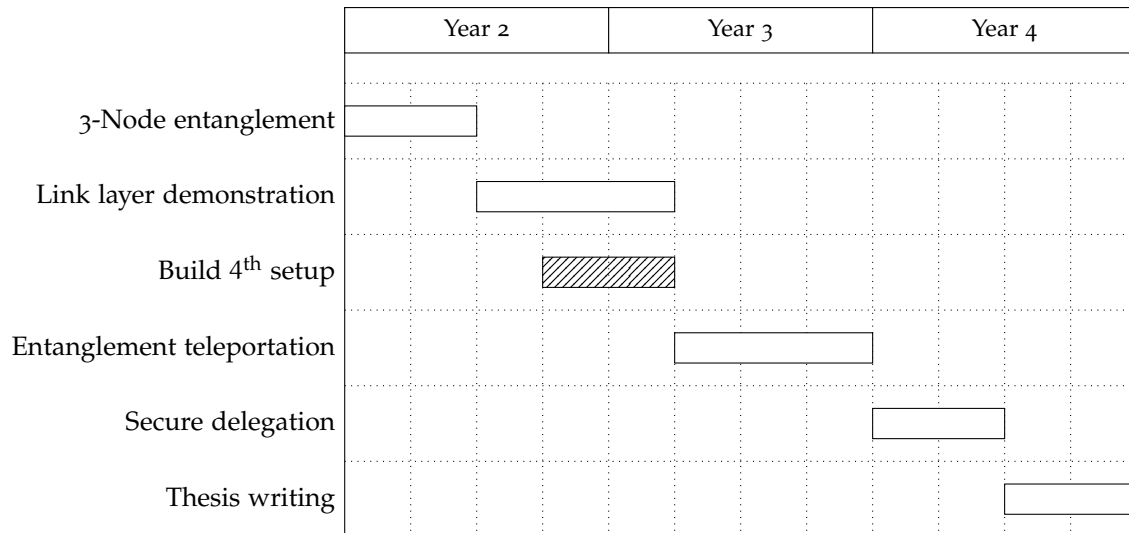 Year 2 Year 3 Year 4
3-Node entanglement
Link layer demonstration
Build 4th setup
Entanglement teleportation
Secure delegation
Thesis writing